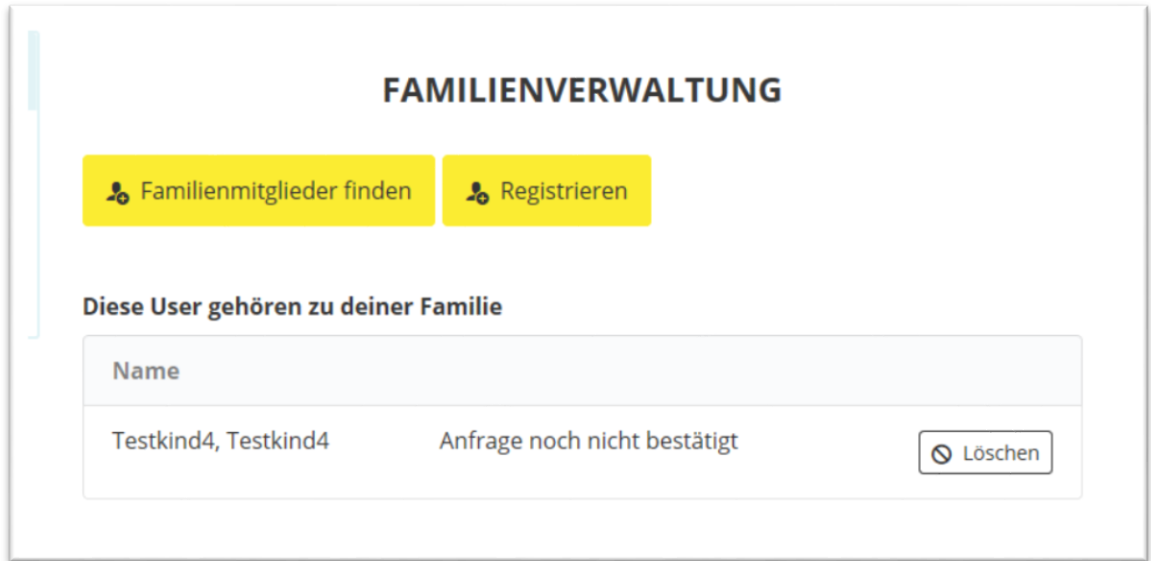 FAMILIENVERWALTUNG
Familienmitglieder finden
Registrieren
Diese User gehören zu deiner Familie
Name
Testkind4, Testkind4 Anfrage noch nicht bestätigt Löschen